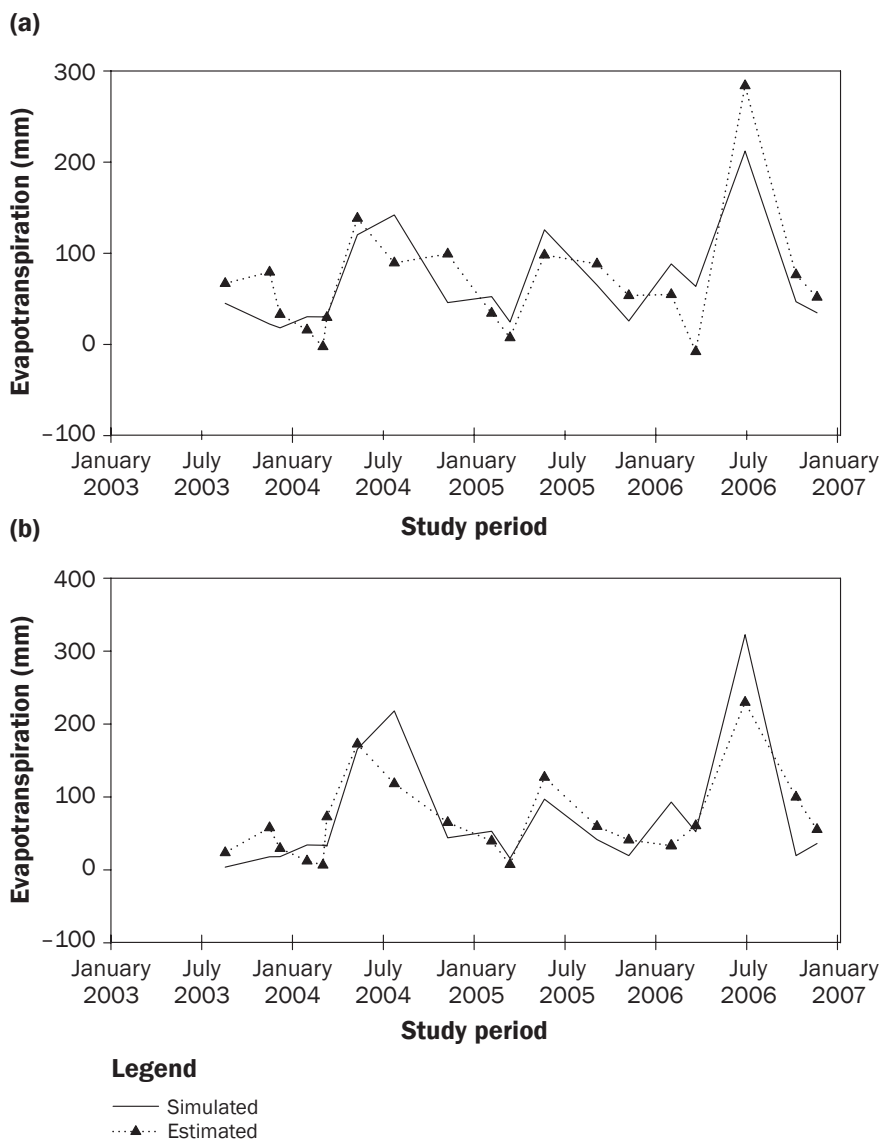 (a)
Evapotranspiration (mm)
300
200
100
0
–100
January July January July January July January July January
2003 2003 2004 2004 2005 2005 2006 2006 2007
Study period
(b)
Evapotranspiration (mm)
400
300
200
100
0
–100
January July January July January July January July January
2003 2003 2004 2004 2005 2005 2006 2006 2007
Study period
Legend
Simulated
Estimated